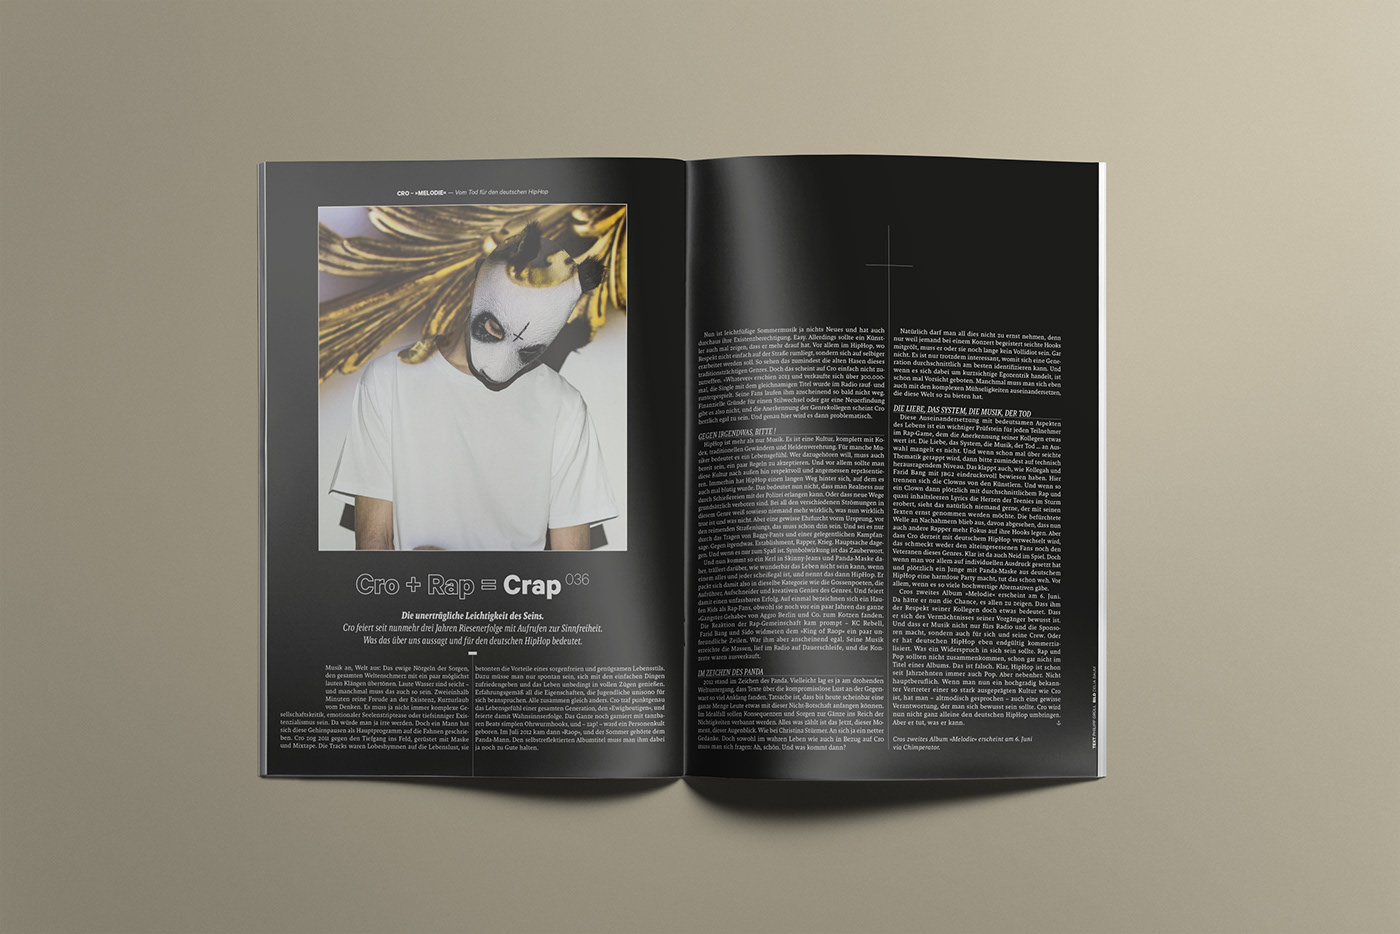 CRO – »MELODIE« — Vom Tod für den deutschen HipHop
Cro + Rap = Crap 036
Die unerträgliche Leichtigkeit des Seins.
Cro feiert seit nunmehr drei Jahren Riesenerfolge mit Aufrufen zur Sinnfreiheit.
Was das über uns aussagt und für den deutschen HipHop bedeutet.
Musik an, Welt aus: Das ewige Nörgeln der Sorgen,
den gesamten Weltenschmerz mit ein paar möglichst
lauten Klängen übertönen. Laute Wasser sind seicht –
und manchmal muss das auch so sein. Zweieinhalb
Minuten reine Freude an der Existenz, Kurzurlaub
vom Denken. Es muss ja nicht immer komplexe Ge-
sellschaftskritik, emotionaler Seelenstriptease oder tiefsinniger Exis-
tenzialismus sein. Da würde man ja irre werden. Doch ein Mann hat
sich diese Gehirnpausen als Hauptprogramm auf die Fahnen geschrie-
ben. Cro zog 2011 gegen den Tiefgang ins Feld, gerüstet mit Maske
und Mixtape. Die Tracks waren Lobeshymnen auf die Lebenslust, sie
betonten die Vorteile eines sorgenfreien und genügsamen Lebensstils.
Dazu müsse man nur spontan sein, sich mit den einfachen Dingen
zufriedengeben und das Leben unbedingt in vollen Zügen genießen.
Erfahrungsgemäß all die Eigenschaften, die Jugendliche unisono für
sich beanspruchen. Alle zusammen gleich anders. Cro traf punktgenau
das Lebensgefühl einer gesamten Generation, den »Ewigheutigen«, und
feierte damit Wahnsinnserfolge. Das Ganze noch garniert mit tanzba-
ren Beats simplen Ohrwurmhooks, und – zap! – ward ein Personenkult
geboren. Im Juli 2012 kam dann »Raop«, und der Sommer gehörte dem
Panda-Mann. Den selbstreflektierten Albumtitel muss man ihm dabei
ja noch zu Gute halten.
Nun ist leichtfüßige Sommermusik ja nichts Neues und hat auch
durchaus ihre Existenzberechtigung. Easy. Allerdings sollte ein Künst-
ler auch mal zeigen, dass er mehr drauf hat. Vor allem im HipHop, wo
Respekt nicht einfach auf der Straße rumliegt, sondern sich auf selbiger
erarbeitet werden soll. So sehen das zumindest die alten Hasen dieses
traditionsträchtigen Genres. Doch das scheint auf Cro einfach nicht zu-
zutreffen. »Whatever« erschien 2013 und verkaufte sich über 300.000-
mal, die Single mit dem gleichnamigen Titel wurde im Radio rauf- und
runtergespielt. Seine Fans laufen ihm anscheinend so bald nicht weg.
Finanzielle Gründe für einen Stilwechsel oder gar eine Neuerfindung
gibt es also nicht, und die Anerkennung der Genrekollegen scheint Cro
herzlich egal zu sein. Und genau hier wird es dann problematisch.
GEGEN IRGENDWAS, BITTE!
HipHop ist mehr als nur Musik. Es ist eine Kultur, komplett mit Ko-
dex, traditionellen Gewändern und Heldenverehrung. Für manche Mu-
siker bedeutet es ein Lebensgefühl. Wer dazugehören will, muss auch
bereit sein, ein paar Regeln zu akzeptieren. Und vor allem sollte man
diese Kultur nach außen hin respektvoll und angemessen repräsentie-
ren. Immerhin hat HipHop einen langen Weg hinter sich, auf dem es
auch mal blutig wurde. Das bedeutet nun nicht, dass man Realness nur
durch Schießereien mit der Polizei erlangen kann. Oder dass neue Wege
grundsätzlich verboten sind. Bei all den verschiedenen Strömungen in
diesem Genre weiß sowieso niemand mehr wirklich, was nun wirklich
true ist und was nicht. Aber eine gewisse Ehrfurcht vorm Ursprung, vor
den reimenden Straßenjungs, das muss schon drin sein. Und sei es nur
durch das Tragen von Baggy-Pants und einer gelegentlichen Kampfan-
sage. Gegen irgendwas. Establishment, Rapper, Krieg. Hauptsache dage-
gen. Und wenn es nur zum Spaß ist. Symbolwirkung ist das Zauberwort.
Und nun kommt so ein Kerl in Skinny-Jeans und Panda-Maske da-
her, trällert darüber, wie wunderbar das Leben nicht sein kann, wenn
einem alles und jeder scheißegal ist, und nennt das dann HipHop. Er
packt sich damit also in dieselbe Kategorie wie die Gossenpoeten, die
Aufrührer, Aufschneider und kreativen Genies des Genres. Und feiert
damit einen unfassbaren Erfolg. Auf einmal bezeichnen sich ein Hau-
fen Kids als Rap-Fans, obwohl sie noch vor ein paar Jahren das ganze
»Gangster-Gehabe« von Aggro Berlin und Co. zum Kotzen fanden.
Die Reaktion der Rap-Gemeinschaft kam prompt – KC Rebell,
Farid Bang und Sido widmeten dem »King of Raop« ein paar un-
freundliche Zeilen. War ihm aber anscheinend egal. Seine Musik
erreichte die Massen, lief im Radio auf Dauerschleife, und die Kon-
zerte waren ausverkauft.
IM ZEICHEN DES PANDA
2012 stand im Zeichen des Panda. Vielleicht lag es ja am drohenden
Weltuntergang, dass Texte über die kompromisslose Lust an der Gegen-
wart so viel Anklang fanden. Tatsache ist, dass bis heute scheinbar eine
ganze Menge Leute etwas mit dieser Nicht-Botschaft anfangen können.
Im Idealfall sollen Konsequenzen und Sorgen zur Gänze ins Reich der
Nichtigkeiten verbannt werden. Alles was zählt ist das Jetzt, dieser Mo-
ment, dieser Augenblick. Wie bei Christina Stürmer. An sich ja ein netter
Gedanke. Doch sowohl im wahren Leben wie auch in Bezug auf Cro
muss man sich fragen: Ah, schön. Und was kommt dann?
Natürlich darf man all dies nicht zu ernst nehmen, denn
nur weil jemand bei einem Konzert begeistert seichte Hooks
mitgrölt, muss er oder sie noch lange kein Vollidiot sein. Gar
nicht. Es ist nur trotzdem interessant, womit sich eine Gene-
ration durchschnittlich am besten identifizieren kann. Und
wenn es sich dabei um kurzsichtige Egozentrik handelt, ist
schon mal Vorsicht geboten. Manchmal muss man sich eben
auch mit den komplexen Mühseligkeiten auseinandersetzen,
die diese Welt so zu bieten hat.
DIE LIEBE, DAS SYSTEM, DIE MUSIK, DER TOD
Diese Auseinandersetzung mit bedeutsamen Aspekten
des Lebens ist ein wichtiger Prüfstein für jeden Teilnehmer
im Rap-Game, dem die Anerkennung seiner Kollegen etwas
wert ist. Die Liebe, das System, die Musik, der Tod ... an Aus-
wahl mangelt es nicht. Und wenn schon mal über seichte
Thematik gerappt wird, dann bitte zumindest auf technisch
herausragendem Niveau. Das klappt auch, wie Kollegah und
Farid Bang mit JBG2 eindrucksvoll bewiesen haben. Hier
trennen sich die Clowns von den Künstlern. Und wenn so
ein Clown dann plötzlich mit durchschnittlichem Rap und
quasi inhaltsleeren Lyrics die Herzen der Teenies im Sturm
erobert, sieht das natürlich niemand gerne, der mit seinen
Texten ernst genommen werden möchte. Die befürchtete
Welle an Nachahmern blieb aus, davon abgesehen, dass nun
auch andere Rapper mehr Fokus auf ihre Hooks legen. Aber
dass Cro derzeit mit deutschem HipHop verwechselt wird,
das schmeckt weder den alteingesessenen Fans noch den
Veteranen dieses Genres. Klar ist da auch Neid im Spiel. Doch
wenn man vorher auf individuellen Ausdruck gesetzt hat
und plötzlich ein Junge mit Panda-Maske aus deutschem
HipHop eine harmlose Party macht, tut das schon weh. Vor
allem, wenn es so viele hochwertige Alternativen gäbe.
Cros zweites Album »Melodie« erscheint am 6. Juni.
Da hätte er nun die Chance, es allen zu zeigen. Dass ihm
der Respekt seiner Kollegen doch etwas bedeutet. Dass
er sich des Vermächtnisses seiner Vorgänger bewusst ist.
Und dass er Musik nicht nur fürs Radio und die Sponso-
ren macht, sondern auch für sich und seine Crew. Oder
er hat deutschen HipHop eben endgültig kommerzia-
lisiert. Was ein Widerspruch in sich sein sollte. Rap und
Pop sollten nicht zusammenkommen, schon gar nicht im
Titel eines Albums. Das ist falsch. Klar, HipHop ist schon
seit Jahrzehnten immer auch Pop. Aber nebenher. Nicht
hauptberuflich. Wenn man nun ein hochgradig bekann-
ter Vertreter einer so stark ausgeprägten Kultur wie Cro
ist, hat man – altmodisch gesprochen – auch eine gewisse
Verantwortung, der man sich bewusst sein sollte. Cro wird
nun nicht ganz alleine den deutschen HipHop umbringen.
Aber er tut, was er kann.
Cros zweites Album »Melodie« erscheint am 6. Juni
via Chimperator.